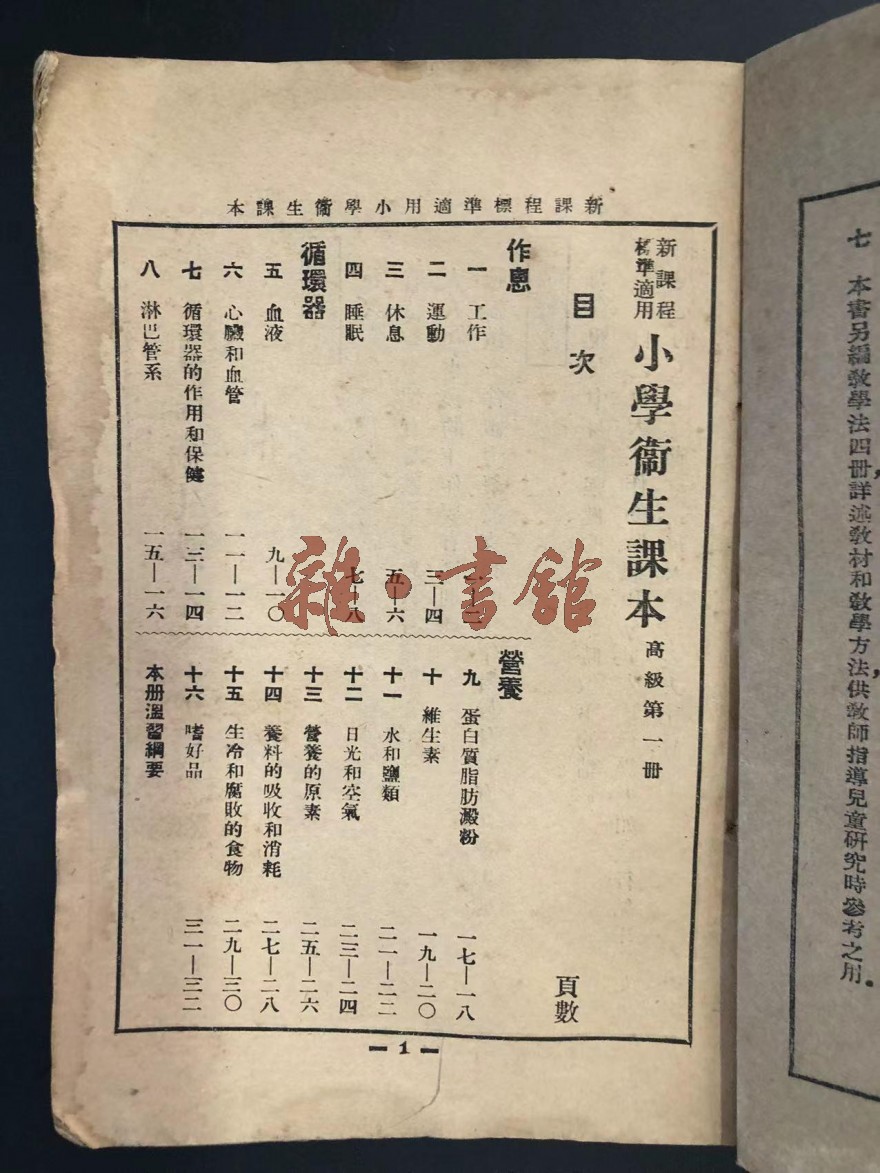 七 本書另編教學法四冊,詳述教材和教學方法,供教師指導兒童研究時參考之用。
新課程標準適用小學衞生課本
新課程標準適用 小學衞生課本 高級第一冊
目次 頁數
作息
一 工作
二 運動 三—四
三 休息 五—六
四 睡眠 七—八
循環器
五 血液 九—一〇
六 心臟和血管 一一—一二
七 循環器的作用和保健 一三—一四
八 淋巴管系 一五—一六
營養
九 蛋白質脂肪澱粉 一七—一八
十 維生素 一九—二〇
十一 水和鹽類 二一—二二
十二 日光和空氣 二三—二四
十三 營養的原素 二五—二六
十四 養料的吸收和消耗 二七—二八
十五 生冷和腐敗的食物 二九—三〇
十六 嗜好品 三一—三二
本冊溫習綱要
— 1 —
雜·書館